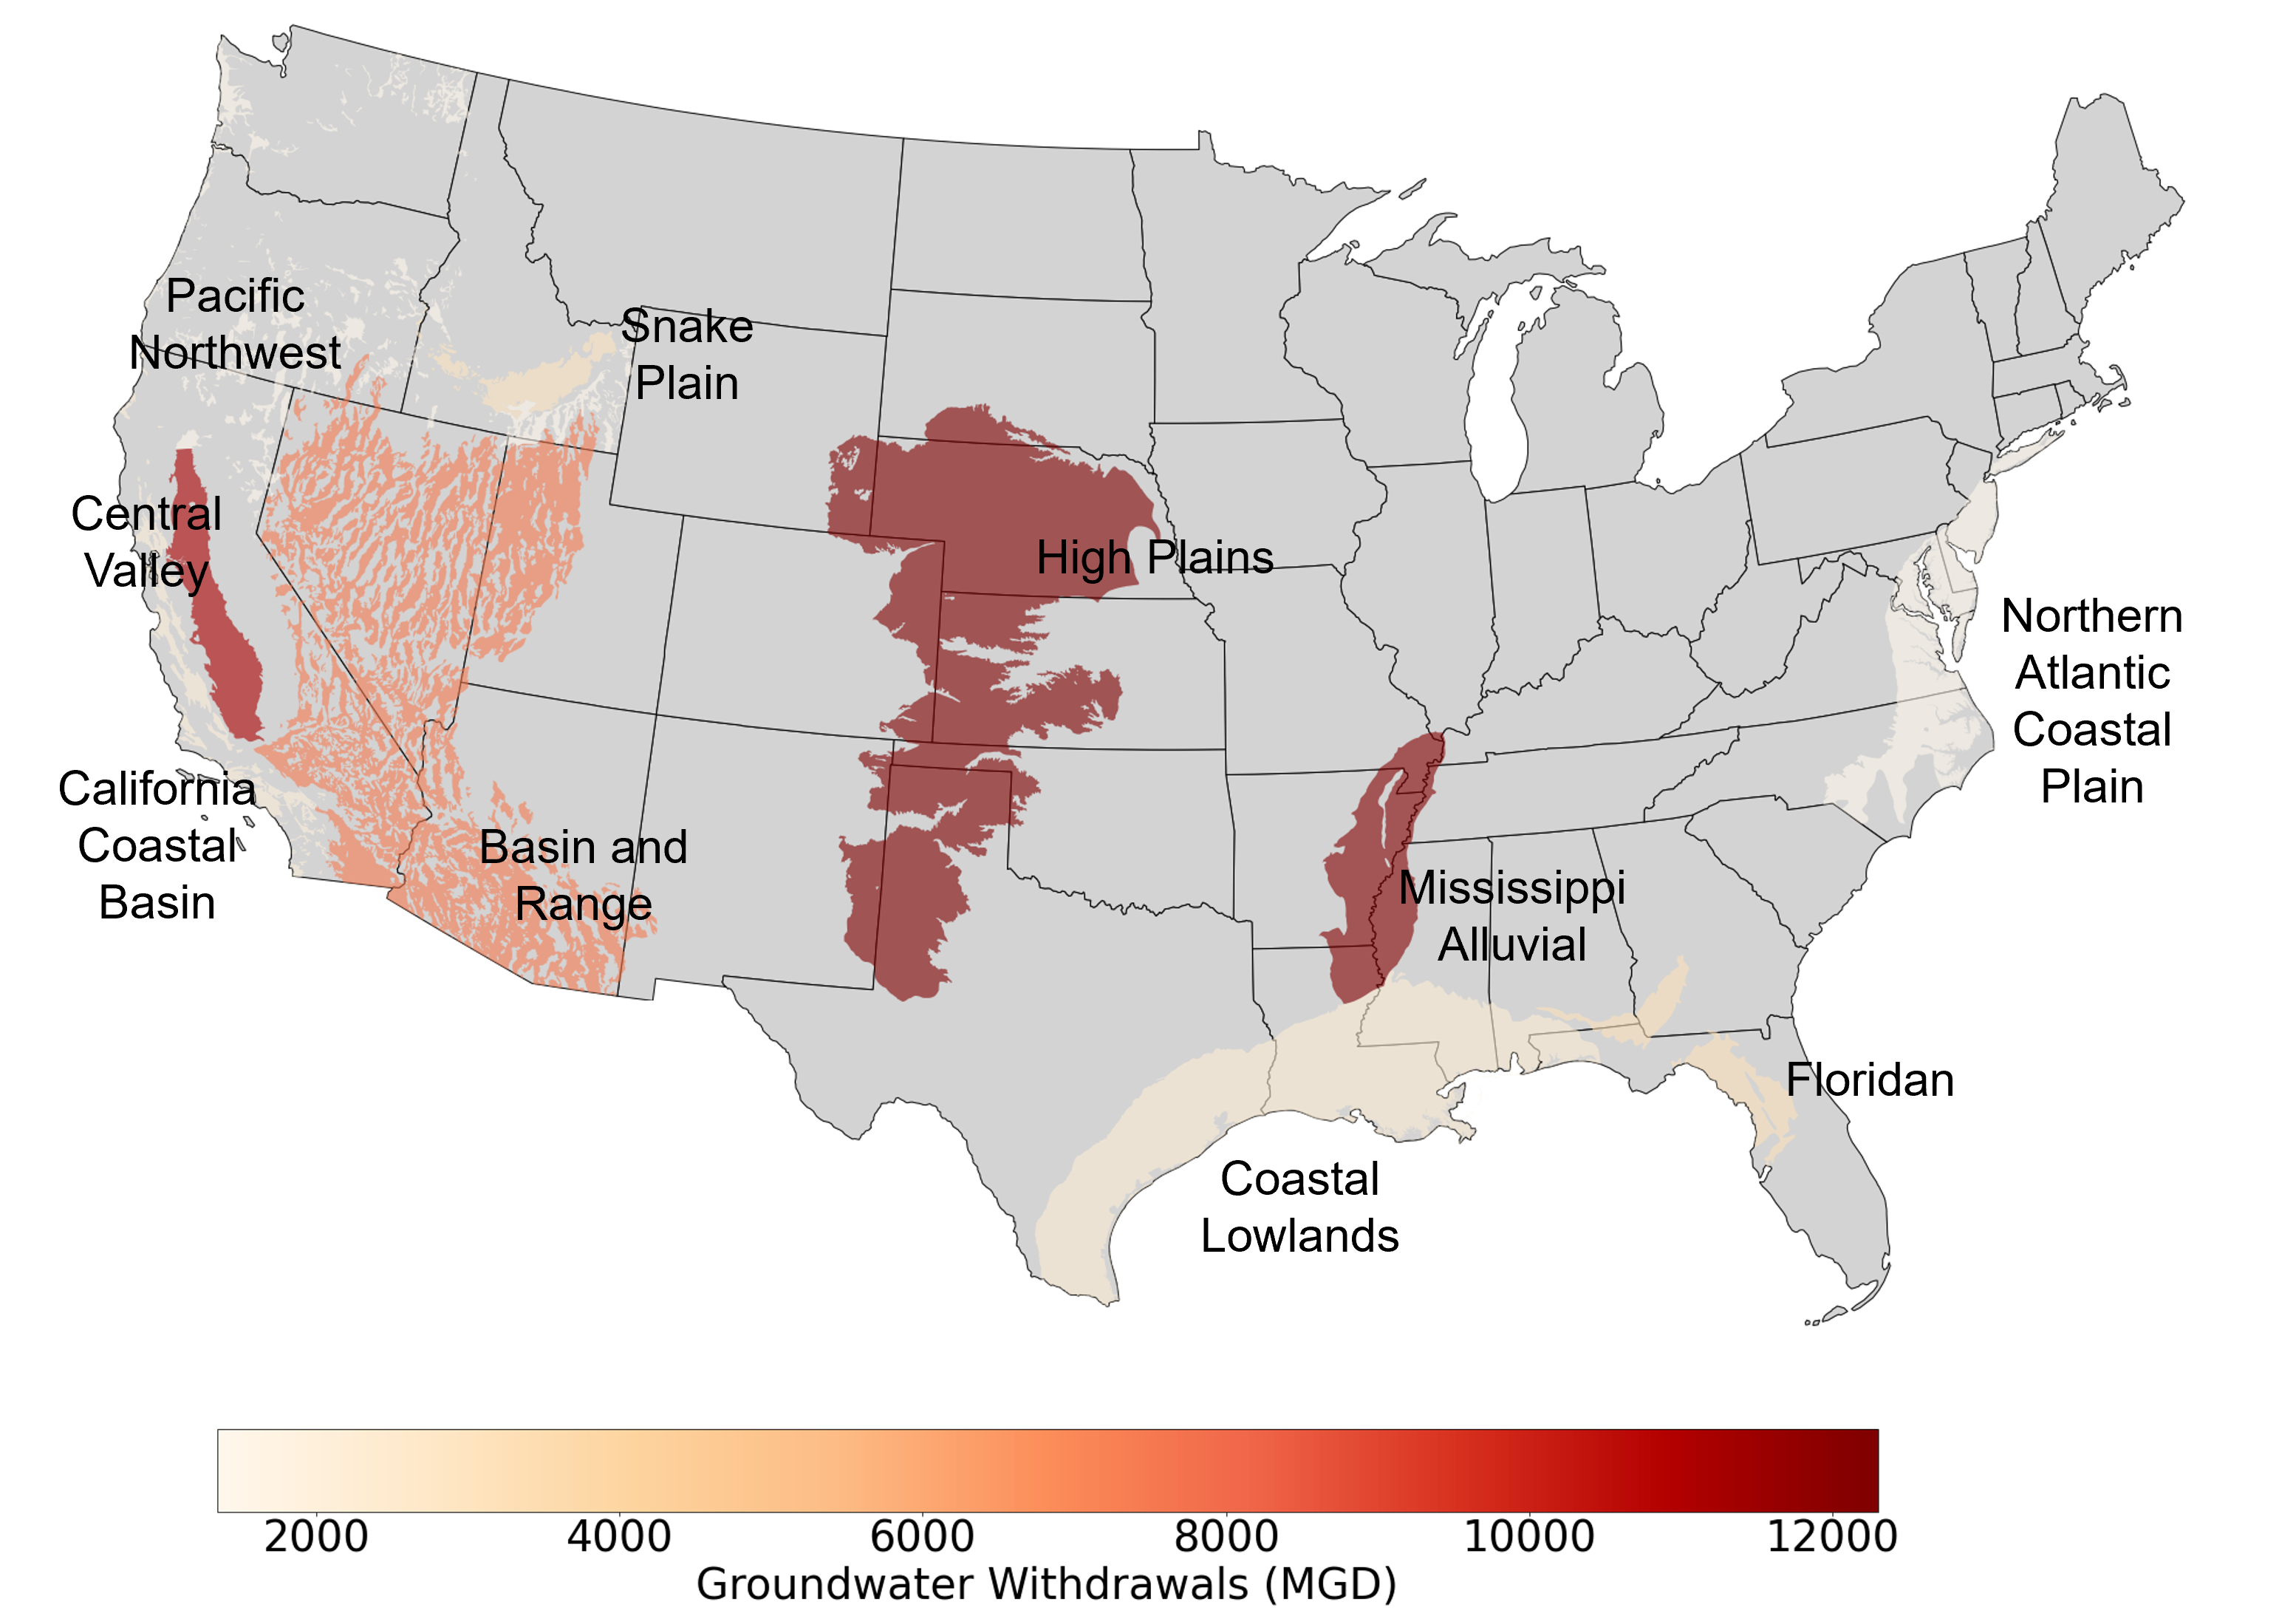 Pacific
Northwest
Snake
Plain
Central
Valley
High Plains
Northern
Atlantic
Coastal
Plain
California
Coastal
Basin
Basin and
Range
Mississippi
Alluvial
Floridan
Coastal
Lowlands
2000 4000 6000 8000 10000 12000
Groundwater Withdrawals (MGD)